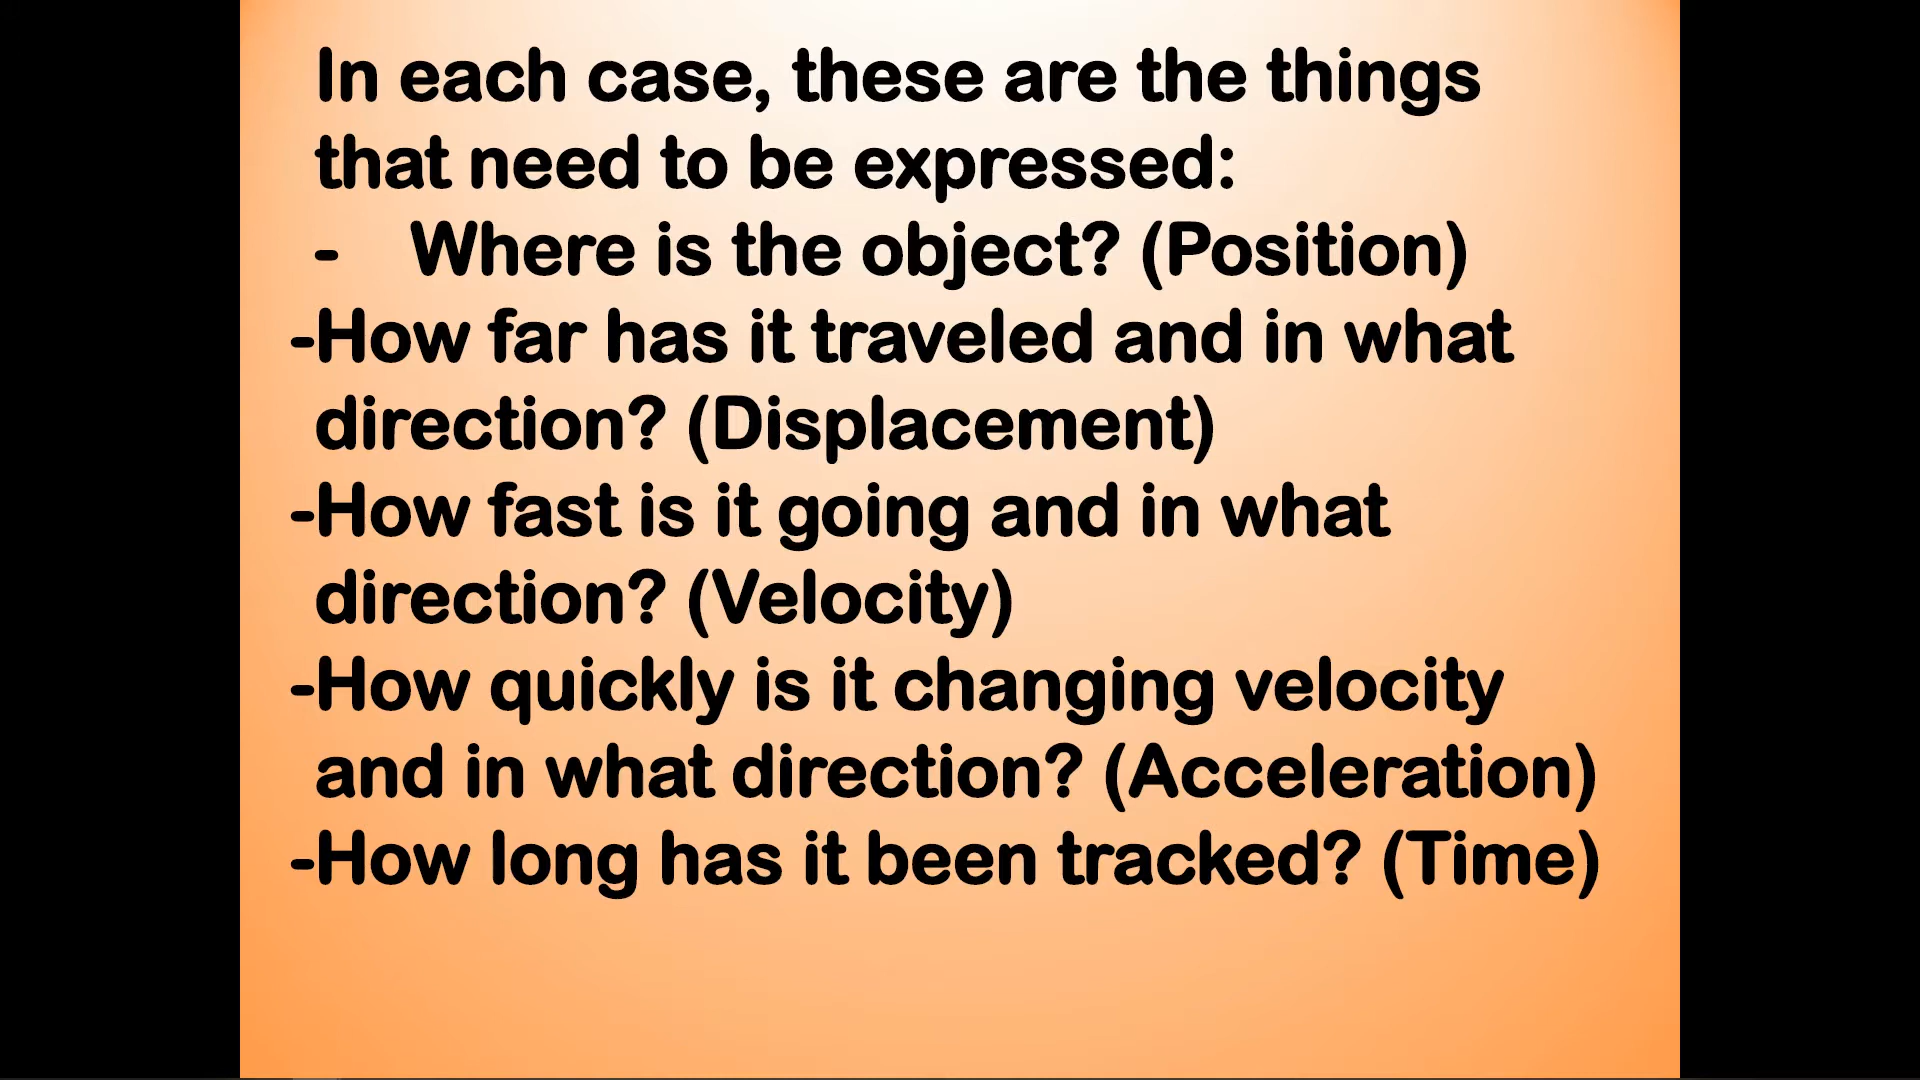 In each case, these are the things
that need to be expressed:
- Where is the object? (Position)
-How far has it traveled and in what
direction? (Displacement)
-How fast is it going and in what
direction? (Velocity)
-How quickly is it changing velocity
and in what direction? (Acceleration)
-How long has it been tracked? (Time)